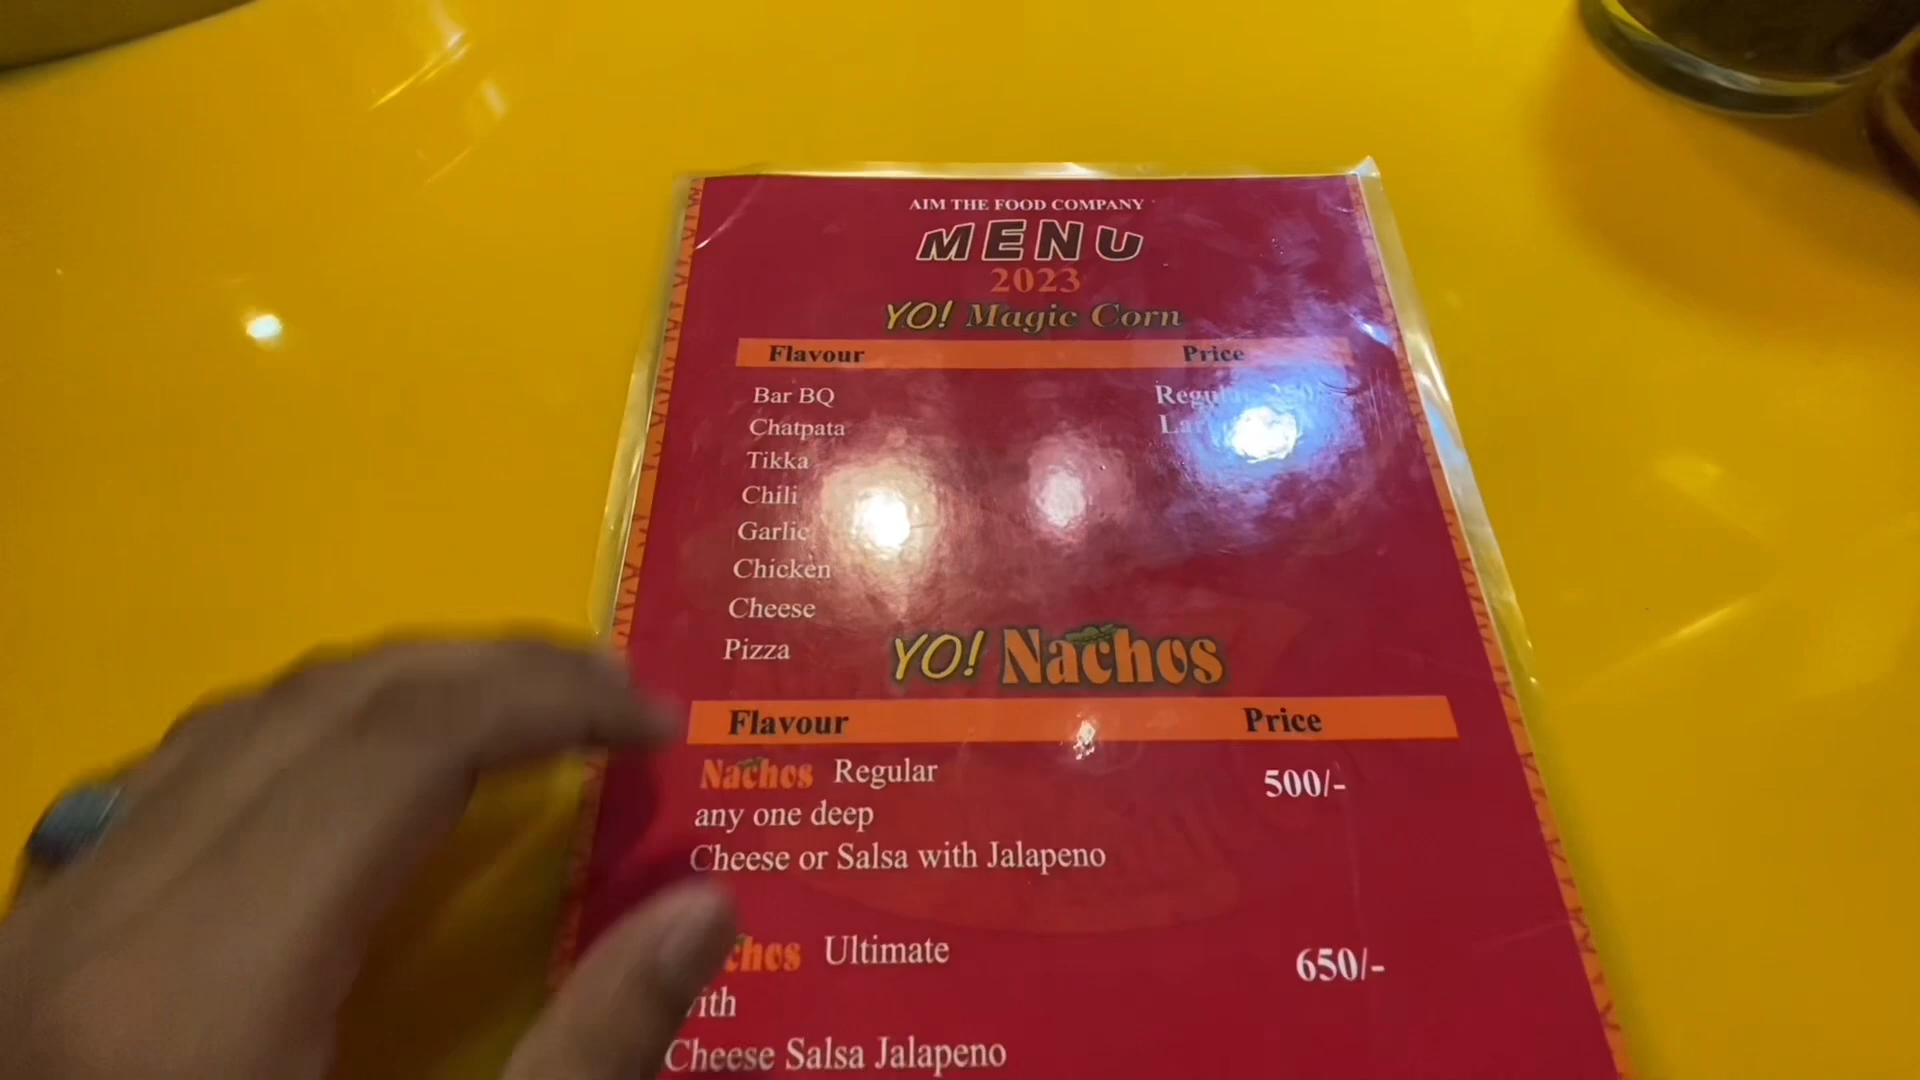 AIM THE FOOD COMPANY
MENU
2023
YO! Magic Corn
Flavour Price
Bar BQ
Chatpata
Tikka
Chili
Garlic
Chicken
Cheese
Pizza
YO! Nachos
Flavour Price
Nachos Regular 500/-
any one deep
Cheese or Salsa with Jalapeno
Ultimate 650/-
Cheese Salsa Jalapeno